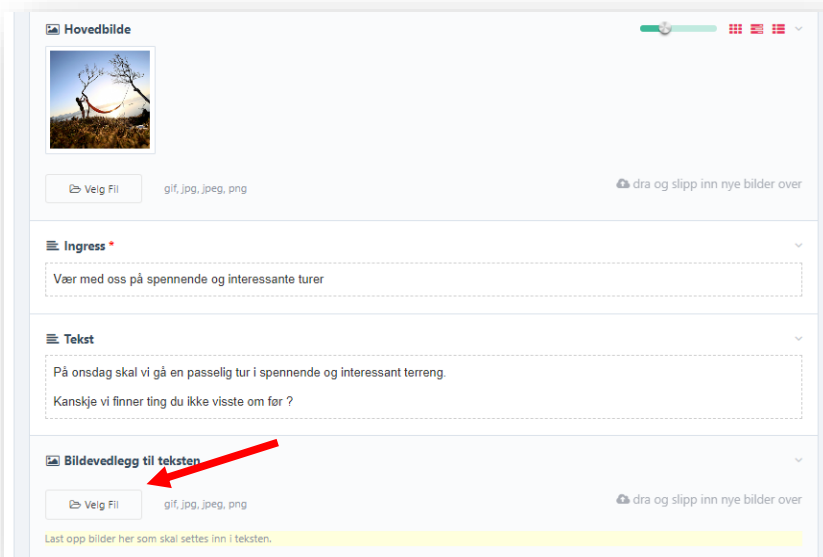 Hovedbilde
Velg Fil
gif, jpg, jpeg, png
dra og slipp inn nye bilder over
Ingress *
Vær med oss på spennende og interessante turer
Tekst
På onsdag skal vi gå en passelig tur i spennende og interessant terreng.
Kanskje vi finner ting du ikke visste om før ?
Bildevedlegg til teksten
Velg Fil
gif, jpg, jpeg, png
dra og slipp inn nye bilder over
Last opp bilder her som skal settes inn i teksten.